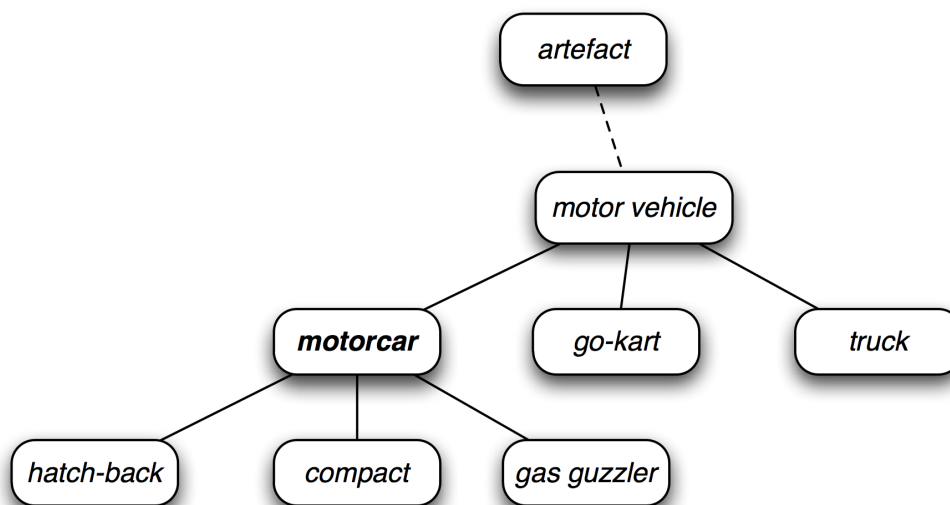 artefact
motor vehicle
motorcar
go-kart
truck
hatch-back
compact
gas guzzler